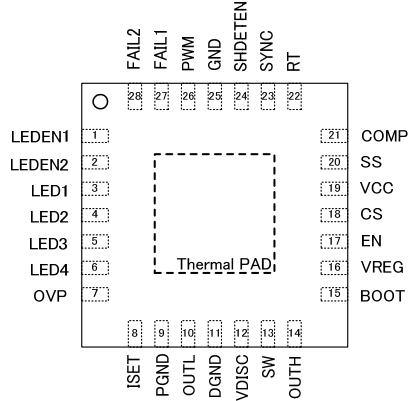 FAIL2
FAIL1
PWM
GND
SHDETEN
SYNC
RT
28
27
26
25
24
23
22
LEDEN1 1
LEDEN2 2
LED1 3
LED2 4
LED3 5
LED4 6
OVP 7
21 COMP
20 SS
19 VCC
18 CS
17 EN
16 VREG
15 BOOT
Thermal PAD
8
9
10
11
12
13
14
ISET
PGND
OUTL
DGND
VDISC
SW
OUTH